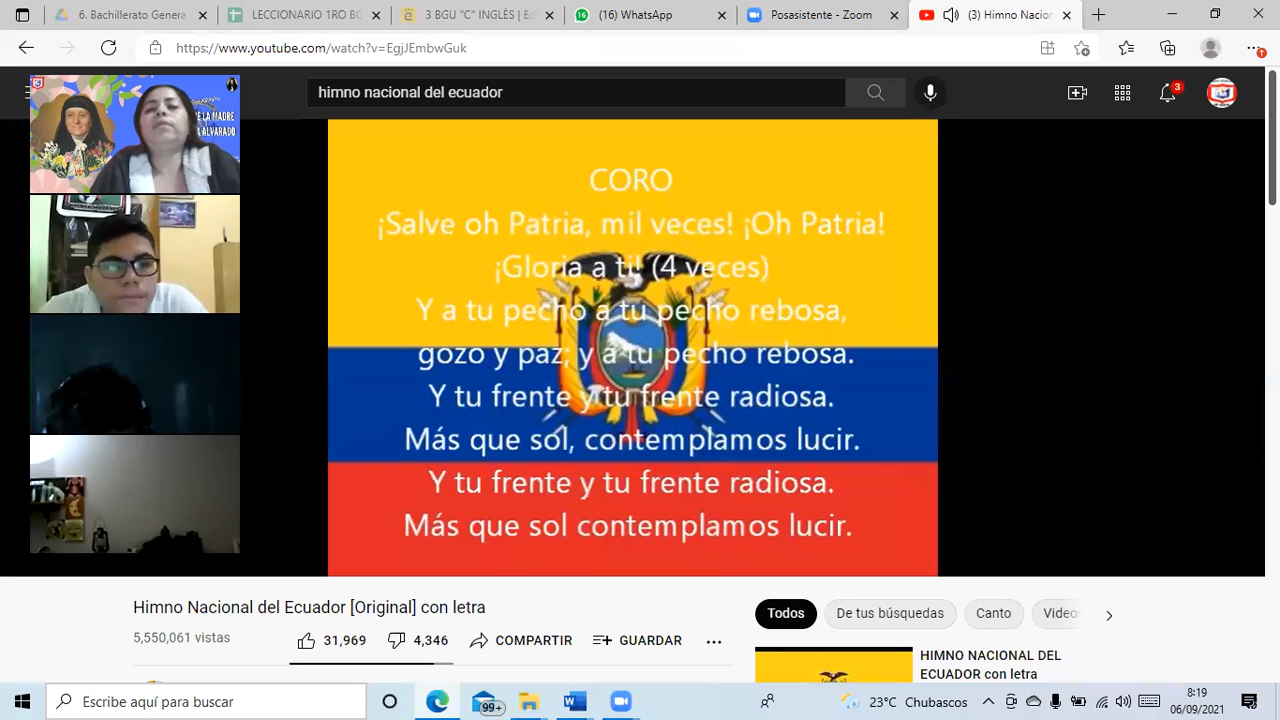 6. Bachillerato Genera
LECCIONARIO 1RO BG
3 BGU "C" INGLÉS | E
(16) WhatsApp
Posasistente - Zoom
(3) Himno Nacion
https://www.youtube.com/watch?v=EgjJEmbwGuk
himno nacional del ecuador
3
E LA MADRE
A ALVARADO
CORO
¡Salve oh Patria, mil veces! ¡Oh Patria!
¡Gloria a ti! (4 veces)
Y a tu pecho a tu pecho rebosa,
gozo y paz; y a tu pecho rebosa.
Y tu frente y tu frente radiosa.
Más que sol, contemplamos lucir.
Y tu frente y tu frente radiosa.
Más que sol contemplamos lucir.
Himno Nacional del Ecuador [Original] con letra
5,550,061 vistas
31,969
4,346
COMPARTIR
GUARDAR
Todos
De tus búsquedas
Canto
Videos
HIMNO NACIONAL DEL
ECUADOR con letra
Escribe aquí para buscar
99+
23°C Chubascos
8:19
06/09/2021